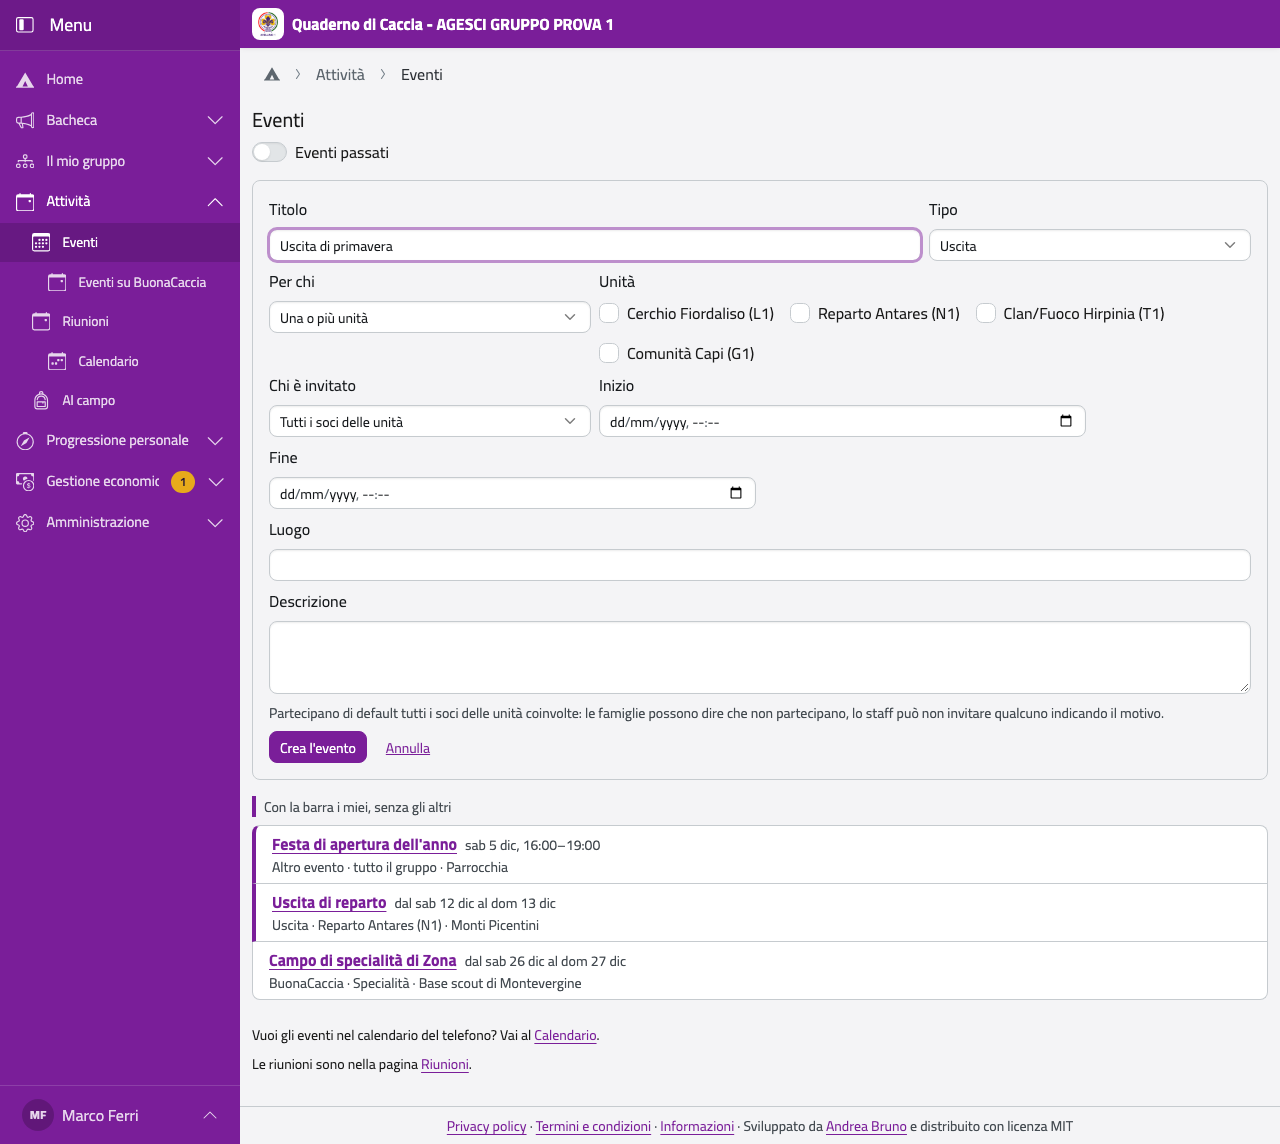 Menu
Quaderno di Caccia - AGESCI GRUPPO PROVA 1
Home
Bacheca
Il mio gruppo
Attività
Eventi
Eventi su BuonaCaccia
Riunioni
Calendario
Al campo
Progressione personale
Gestione economic 1
Amministrazione
MF Marco Ferri
Attività Eventi
Eventi
Eventi passati
Titolo Tipo
Uscita di primavera Uscita
Per chi Unità
Una o più unità Cerchio Fiordaliso (L1) Reparto Antares (N1) Clan/Fuoco Hirpinia (T1)
Comunità Capi (G1)
Chi è invitato Inizio
Tutti i soci delle unità dd/mm/yyyy, --:--
Fine
dd/mm/yyyy, --:--
Luogo
Descrizione
Partecipano di default tutti i soci delle unità coinvolte: le famiglie possono dire che non partecipano, lo staff può non invitare qualcuno indicando il motivo.
Crea l'evento Annulla
Con la barra i miei, senza gli altri
Festa di apertura dell'anno sab 5 dic, 16:00–19:00
Altro evento · tutto il gruppo · Parrocchia
Uscita di reparto dal sab 12 dic al dom 13 dic
Uscita · Reparto Antares (N1) · Monti Picentini
Campo di specialità di Zona dal sab 26 dic al dom 27 dic
BuonaCaccia · Specialità · Base scout di Montevergine
Vuoi gli eventi nel calendario del telefono? Vai al Calendario.
Le riunioni sono nella pagina Riunioni.
Privacy policy · Termini e condizioni · Informazioni · Sviluppato da Andrea Bruno e distribuito con licenza MIT